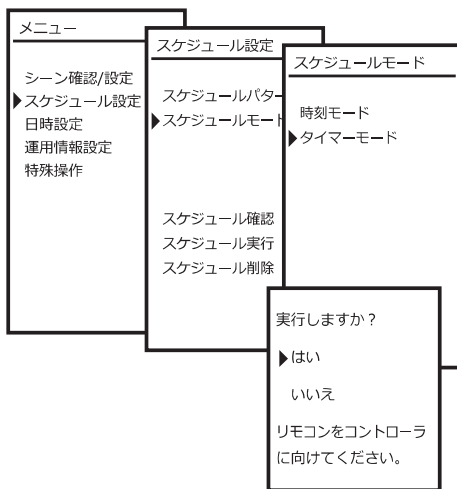 メニュー
シーン確認/設定
スケジュール設定
日時設定
運用情報設定
特殊操作
スケジュール設定
スケジュールパター
スケジュールモード
スケジュール確認
スケジュール実行
スケジュール削除
スケジュールモード
時刻モード
タイマーモード
実行しますか？
はい
いいえ
リモコンをコントローラ
に向けてください。